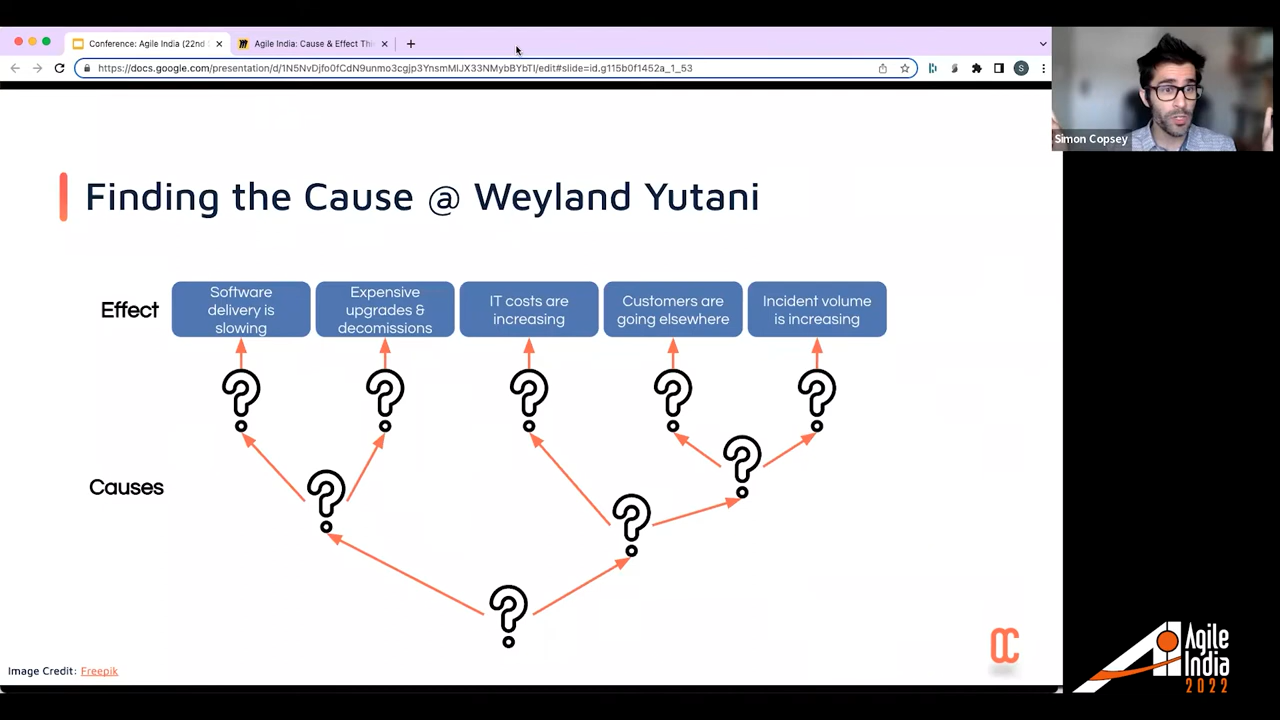 Conference: Agile India (22nd
Agile India: Cause & Effect Thi
https://docs.google.com/presentation/d/1N5NvDjfo0fCdN9unmo3cgjp3YnsmMlJX33NMybBYbTI/edit#slide=id.g115b0f1452a_1_53
S
Simon Copsey
Finding the Cause @ Weyland Yutani
Effect
Software
delivery is
slowing
Expensive
upgrades &
decomissions
IT costs are
increasing
Customers are
going elsewhere
Incident volume
is increasing
? ? ? ? ?
?
?
Causes
?
?
OC
Image Credit: Freepik
Agile
India
2022